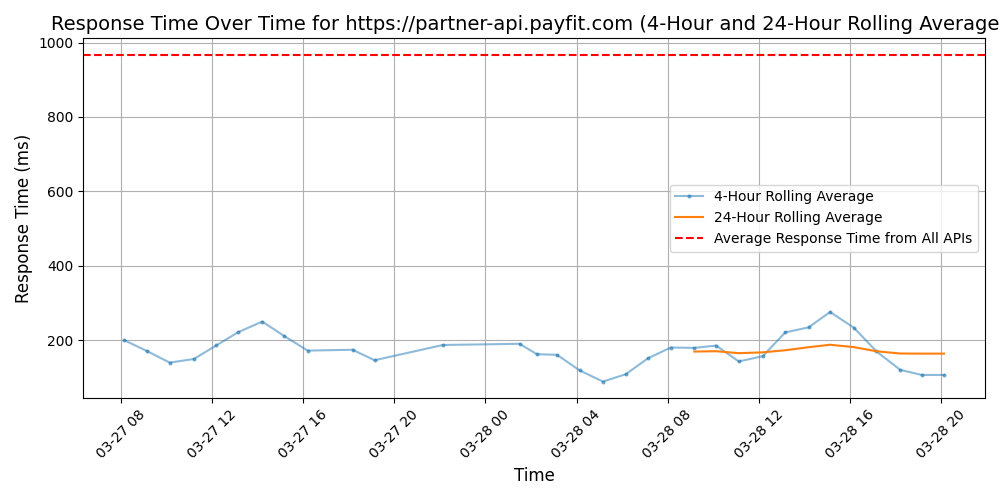 Response Time Over Time for https://partner-api.payfit.com (4-Hour and 24-Hour Rolling Average
1000
800
600
400
200
Response Time (ms)
4-Hour Rolling Average
24-Hour Rolling Average
Average Response Time from All APIs
03-27 08
03-27 12
03-27 16
03-27 20
03-28 00
03-28 04
03-28 08
03-28 12
03-28 16
03-28 20
Time